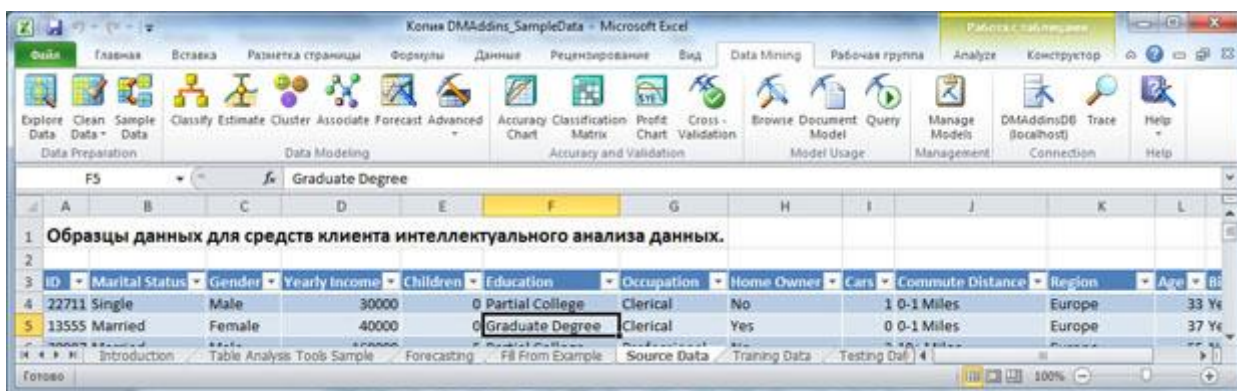 Копия DMAddins_SampleData - Microsoft Excel
Работа с таблицами
Файл Главная Вставка Разметка страницы Формулы Данные Рецензирование Вид Data Mining Рабочая группа Analyze Конструктор
Explore Data Clean Data Sample Data Classify Estimate Cluster Associate Forecast Advanced Accuracy Chart Classification Matrix Profit Chart Cross-Validation Browse Document Model Query Manage Models DMAddinsDB (localhost) Trace Help
Data Preparation Data Modeling Accuracy and Validation Model Usage Management Connection Help
F5 fx Graduate Degree
A B C D E F G H I J K L
1 Образцы данных для средств клиента интеллектуального анализа данных.
2
3 ID Marital Status Gender Yearly Income Children Education Occupation Home Owner Cars Commute Distance Region Age Bi
4 22711 Single Male 30000 0 Partial College Clerical No 1 0-1 Miles Europe 33 Ye
5 13555 Married Female 40000 0 Graduate Degree Clerical Yes 0 0-1 Miles Europe 37 Ye
Introduction Table Analysis Tools Sample Forecasting Fill From Example Source Data Training Data Testing Dat
Готово 100%